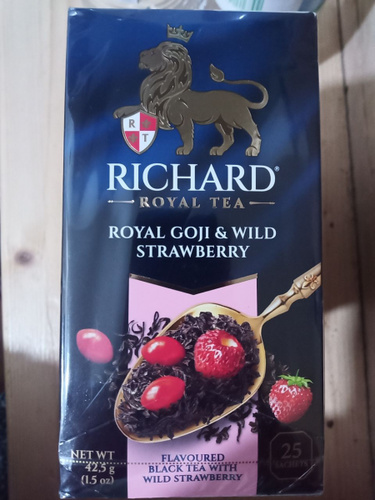 R T
RICHARD®
ROYAL TEA
ROYAL GOJI & WILD
STRAWBERRY
NET WT
42.5 g
(1.5 oz)
FLAVOURED
BLACK TEA WITH
WILD STRAWBERRY
25
SACHETS